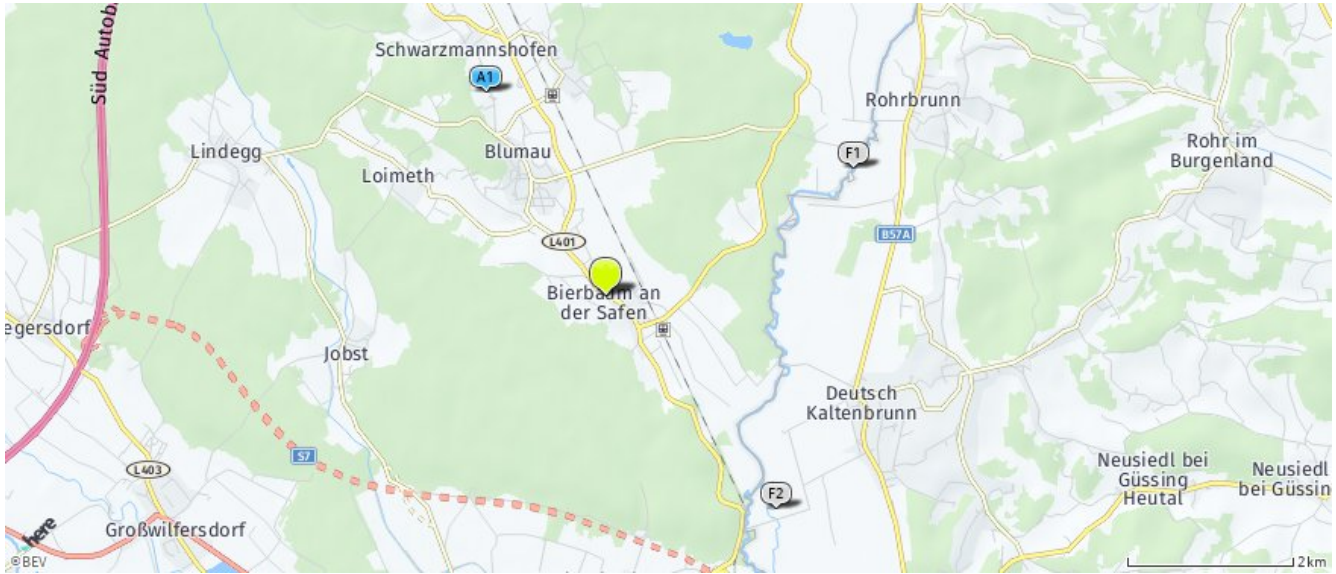 Süd Autob
Schwarzmannshofen
A1
Rohrbrunn
Rohr im
Burgenland
Lindegg
Blumau
F1
Loimeth
L401
B57A
Bierbaum an
der Safen
egersdorf
Jobst
Deutsch
Kaltenbrunn
S7
L403
Neusiedl bei
Güssing
Heutal
Neusiedl
bei Güssin
F2
Großwilfersdorf
here
©BEV
2km